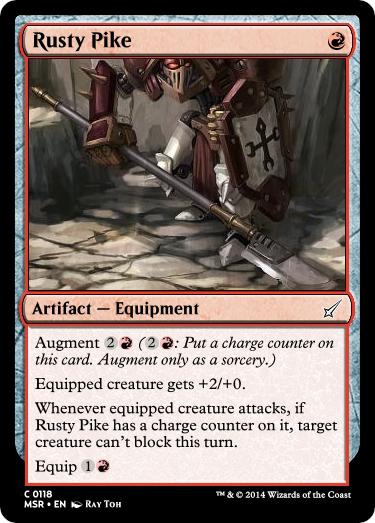 Rusty Pike
Artifact — Equipment
Augment 2 R (2 R: Put a charge counter on
this card. Augment only as a sorcery.)
Equipped creature gets +2/+0.
Whenever equipped creature attacks, if
Rusty Pike has a charge counter on it, target
creature can't block this turn.
Equip 1 R
C 0118
MSR • EN Ray Toh
™ & © 2014 Wizards of the Coast